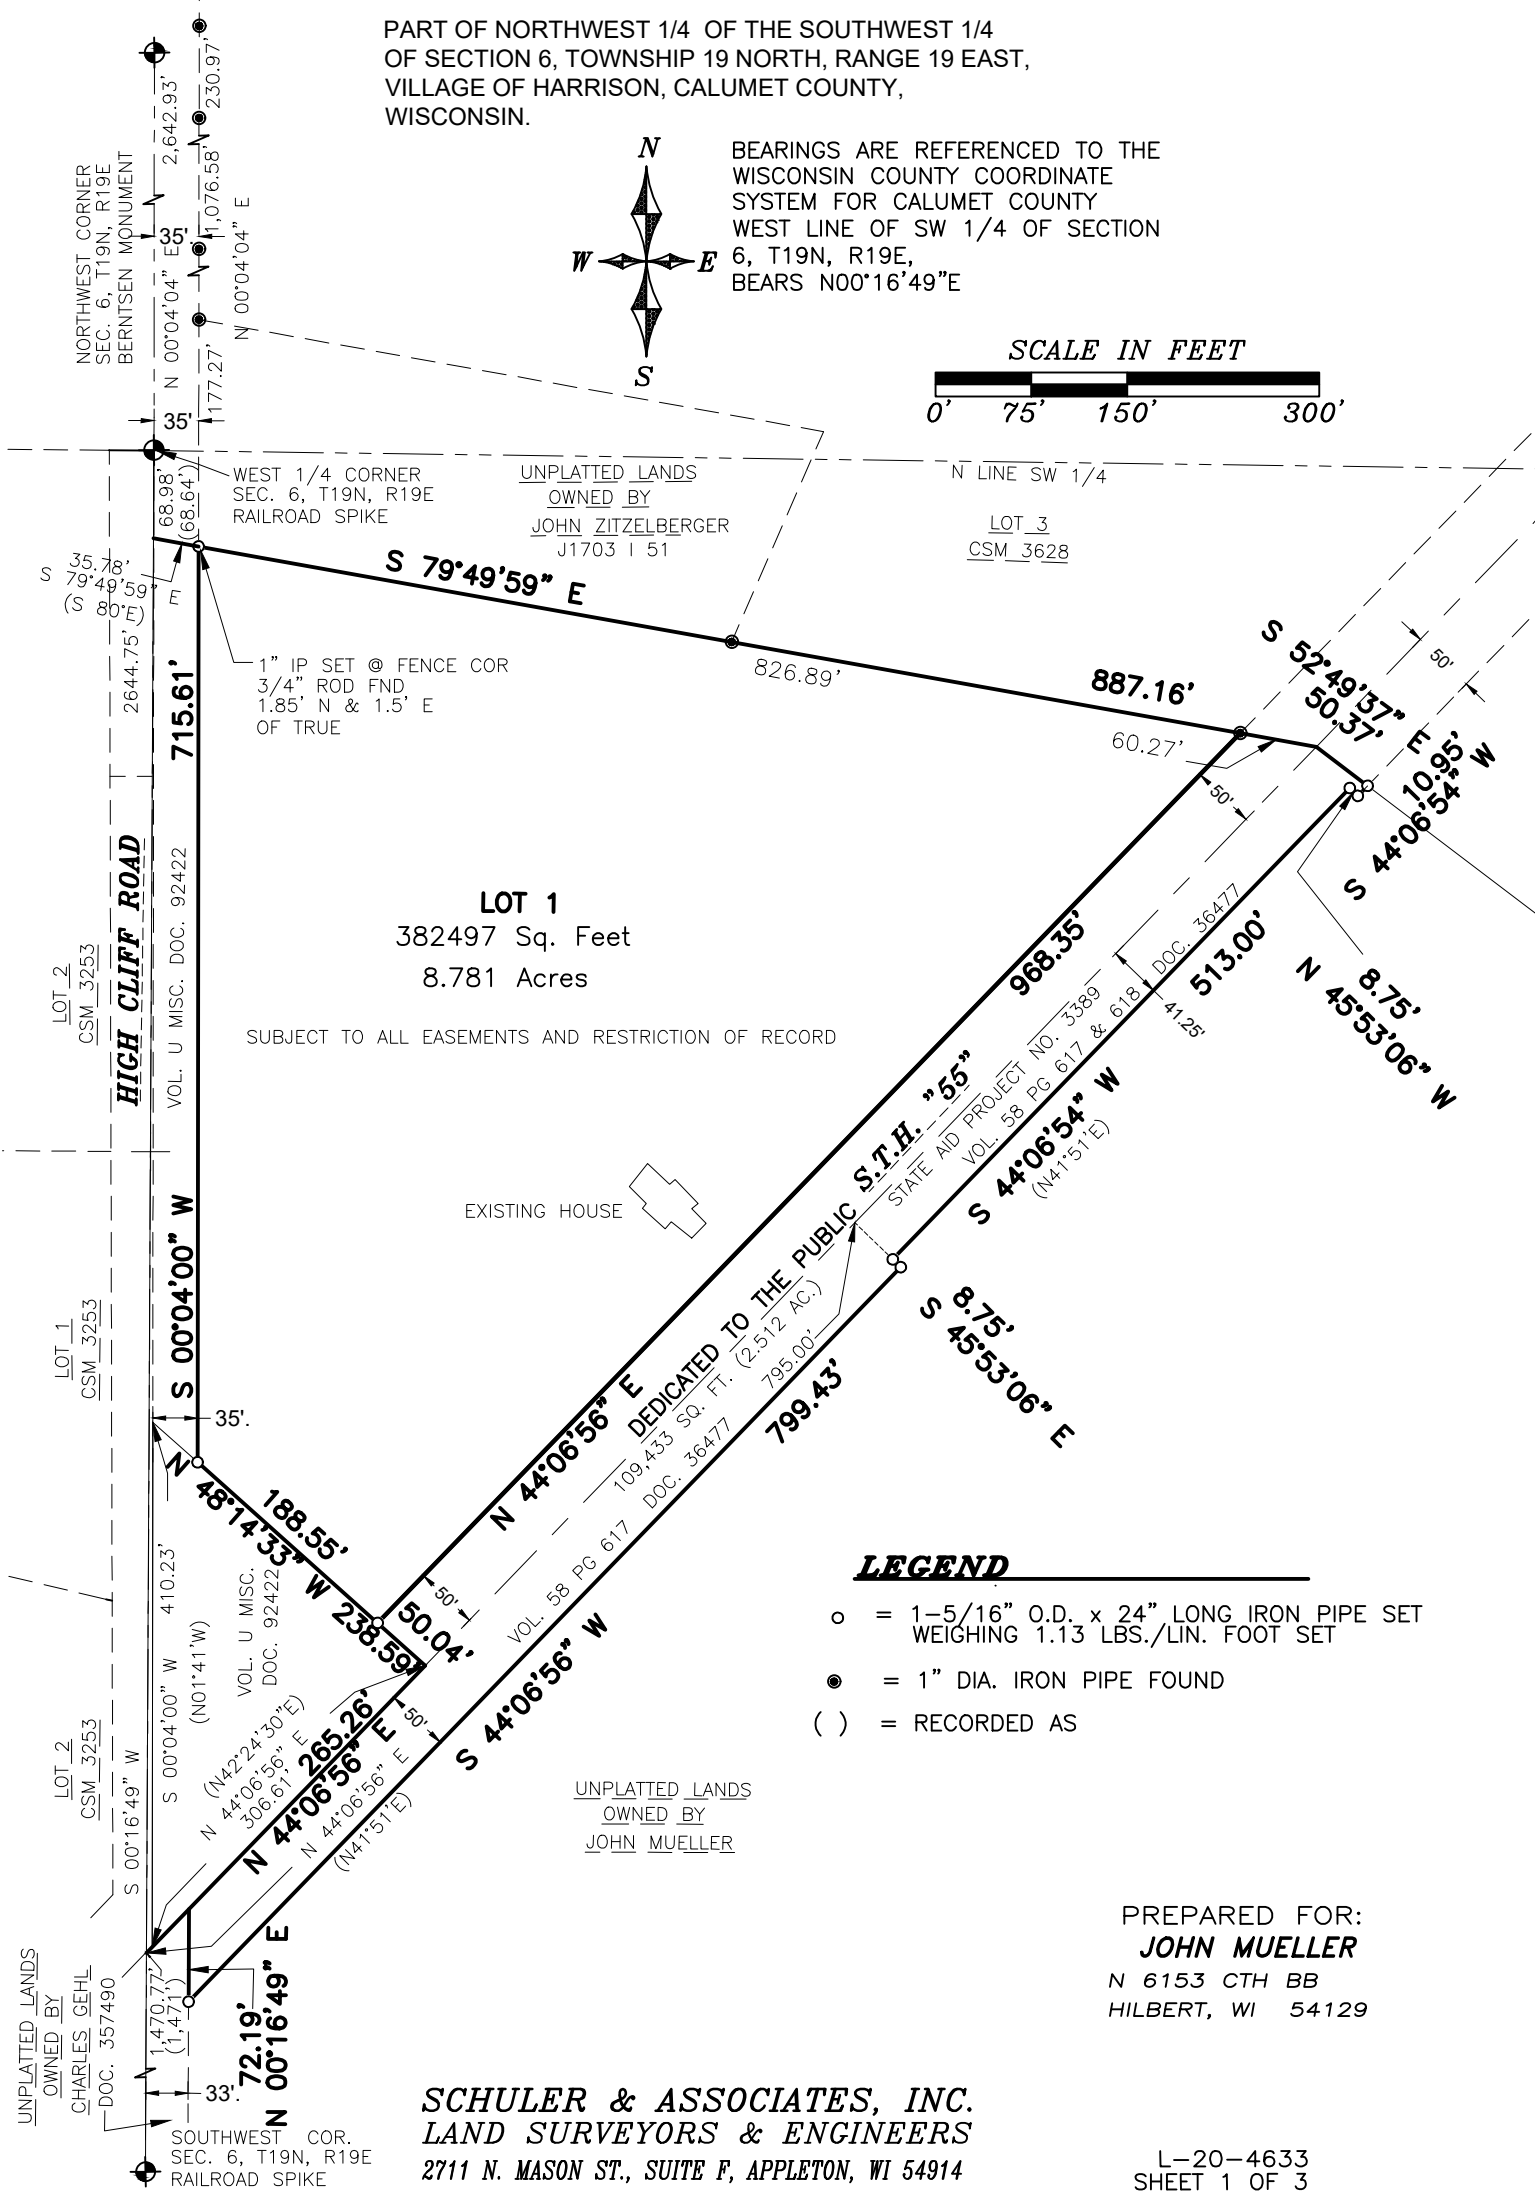 PART OF NORTHWEST 1/4 OF THE SOUTHWEST 1/4
OF SECTION 6, TOWNSHIP 19 NORTH, RANGE 19 EAST,
VILLAGE OF HARRISON, CALUMET COUNTY,
WISCONSIN.
N
W
E
S
BEARINGS ARE REFERENCED TO THE
WISCONSIN COUNTY COORDINATE
SYSTEM FOR CALUMET COUNTY
WEST LINE OF SW 1/4 OF SECTION
6, T19N, R19E,
BEARS N00°16'49"E
SCALE IN FEET
0' 75' 150' 300'
NORTHWEST CORNER
SEC. 6, T19N, R19E
BERNTSEN MONUMENT
N 00°04'04" E
2,642.93'
230.97'
1,076.58'
35'.
N 00°04'04" E
177.27'
35'
68.98'
(68.64')
WEST 1/4 CORNER
SEC. 6, T19N, R19E
RAILROAD SPIKE
UNPLATTED LANDS
OWNED BY
JOHN ZITZELBERGER
J1703 I 51
N LINE SW 1/4
LOT 3
CSM 3628
35.78'
S 79°49'59" E
(S 80°E)
S 79°49'59" E
826.89'
887.16'
60.27'
S 52°49'37" E
50.37'
50'
10.95'
S 44°06'54" W
1" IP SET @ FENCE COR
3/4" ROD FND
1.85' N & 1.5' E
OF TRUE
2644.75'
715.61'
S 00°04'00" W
HIGH CLIFF ROAD
VOL. U MISC. DOC. 92422
LOT 2
CSM 3253
LOT 1
382497 Sq. Feet
8.781 Acres
SUBJECT TO ALL EASEMENTS AND RESTRICTION OF RECORD
EXISTING HOUSE
50'
968.35'
N 44°06'56" E
S.T.H. "55"
STATE AID PROJECT NO. 3389
VOL. 58 PG 617 & 618 DOC. 36477
41.25'
513.00'
S 44°06'54" W
(N41°51'E)
8.75'
N 45°53'06" W
DEDICATED TO THE PUBLIC
109,433 SQ. FT. (2.512 AC.)
795.00'
VOL. 58 PG 617 DOC. 36477
799.43'
S 44°06'56" W
8.75'
S 45°53'06" E
LOT 1
CSM 3253
35'.
188.55'
N 48°14'33" W 238.59'
50.04'
50'
410.23'
S 00°04'00" W
(N01°41'W)
VOL. U MISC.
DOC. 92422
(N42°24'30"E)
N 44°06'56" E
306.61'
265.26'
N 44°06'56" E
50'
N 44°06'56" E
(N41°51'E)
LOT 2
CSM 3253
S 00°16'49" W
LEGEND
o = 1-5/16" O.D. x 24" LONG IRON PIPE SET
WEIGHING 1.13 LBS./LIN. FOOT SET
= 1" DIA. IRON PIPE FOUND
( ) = RECORDED AS
UNPLATTED LANDS
OWNED BY
JOHN MUELLER
UNPLATTED LANDS
OWNED BY
CHARLES GEHL
DOC. 357490
1,470.77'
(1,471')
72.19'
N 00°16'49" E
33'.
SOUTHWEST COR.
SEC. 6, T19N, R19E
RAILROAD SPIKE
PREPARED FOR:
JOHN MUELLER
N 6153 CTH BB
HILBERT, WI 54129
SCHULER & ASSOCIATES, INC.
LAND SURVEYORS & ENGINEERS
2711 N. MASON ST., SUITE F, APPLETON, WI 54914
L-20-4633
SHEET 1 OF 3